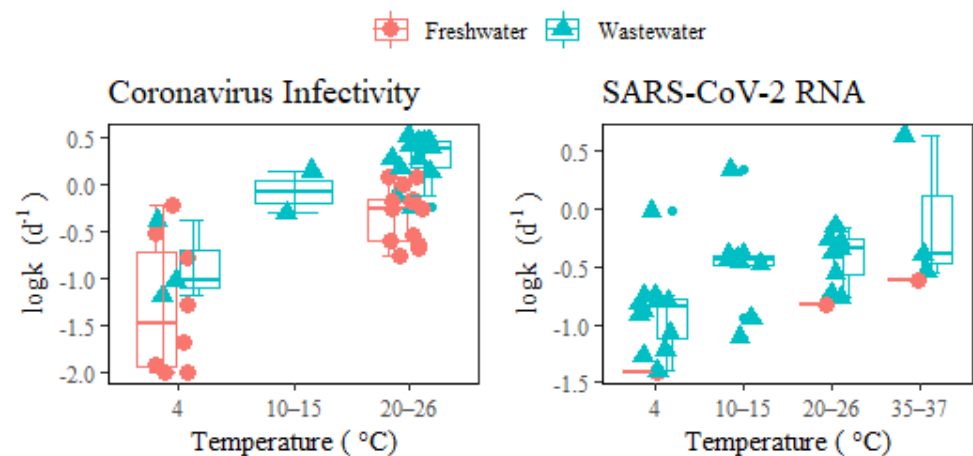 Freshwater Wastewater
Coronavirus Infectivity
SARS-CoV-2 RNA
logk (d⁻¹)
0.5
0.0
-0.5
-1.0
-1.5
-2.0
4 10–15 20–26
Temperature ( °C)
logk (d⁻¹)
0.5
0.0
-0.5
-1.0
-1.5
4 10–15 20–26 35–37
Temperature ( °C)